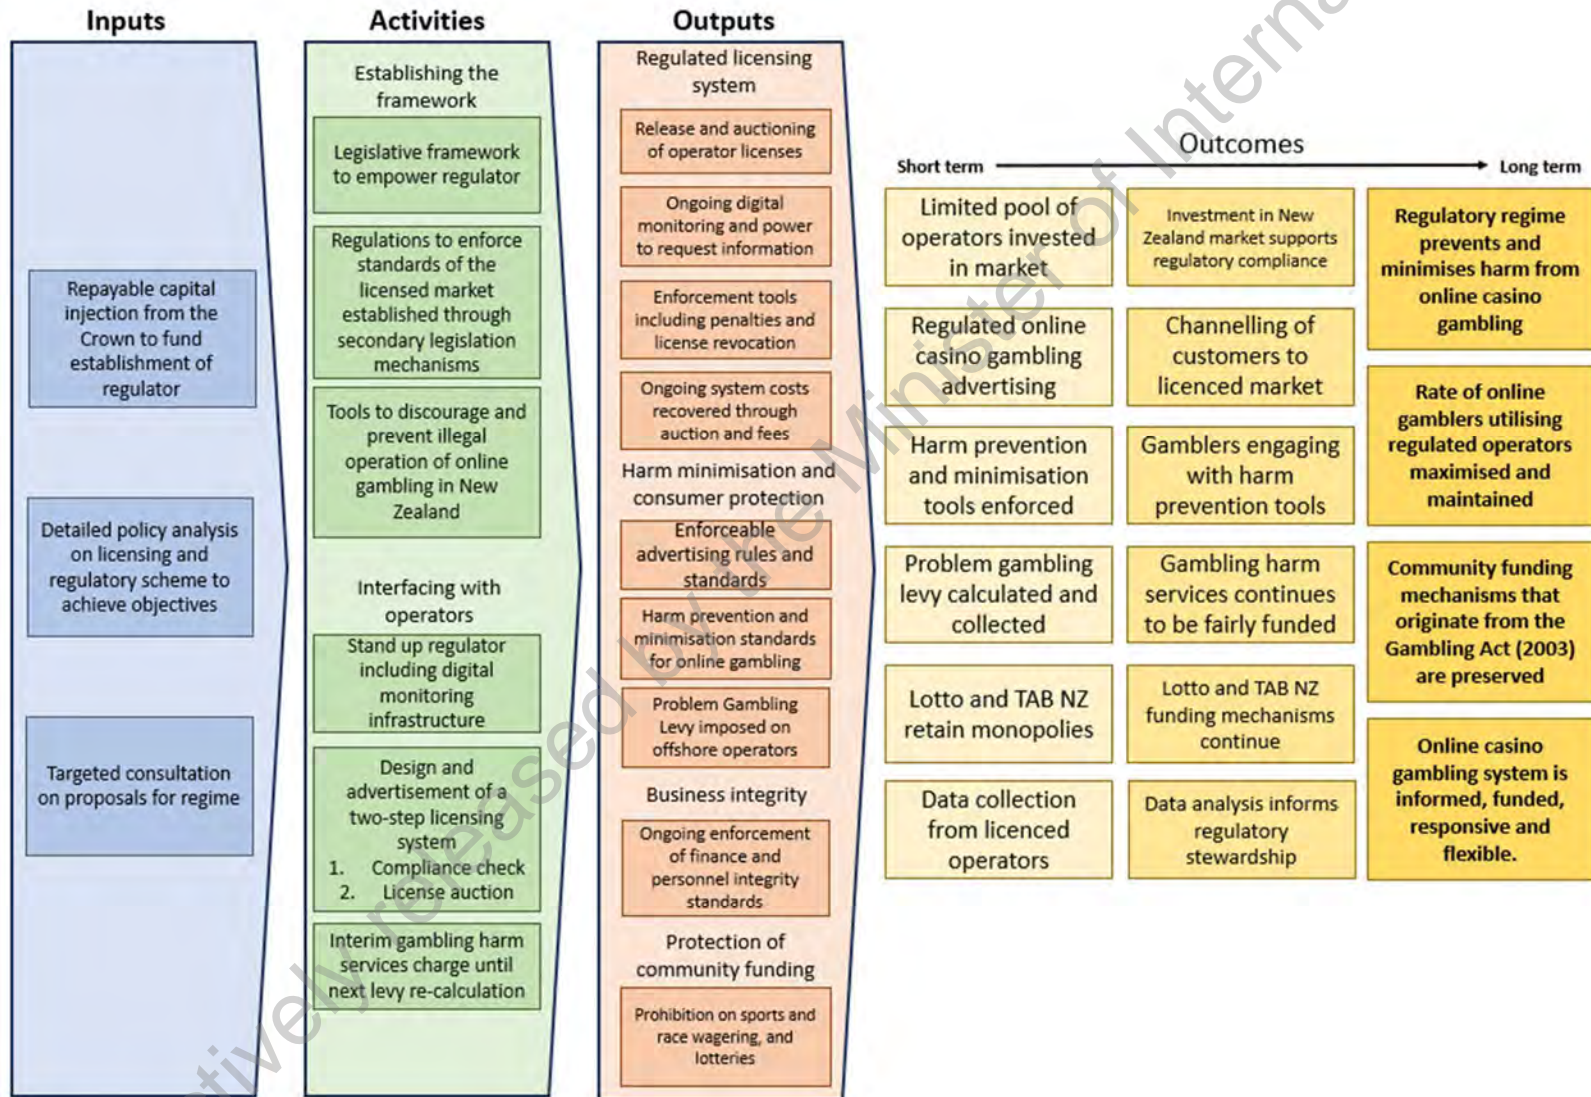 Inputs
Repayable capital
injection from the
Crown to fund
establishment of
regulator
Detailed policy analysis
on licensing and
regulatory scheme to
achieve objectives
Targeted consultation
on proposals for regime
Activities
Establishing the
framework
Legislative framework
to empower regulator
Regulations to enforce
standards of the
licensed market
established through
secondary legislation
mechanisms
Tools to discourage and
prevent illegal
operation of online
gambling in New
Zealand
Interfacing with
operators
Stand up regulator
including digital
monitoring
infrastructure
Design and
advertisement of a
two-step licensing
system
1. Compliance check
2. License auction
Interim gambling harm
services charge until
next levy re-calculation
Outputs
Regulated licensing
system
Release and auctioning
of operator licenses
Ongoing digital
monitoring and power
to request information
Enforcement tools
including penalties and
license revocation
Ongoing system costs
recovered through
auction and fees
Harm minimisation and
consumer protection
Enforceable
advertising rules and
standards
Harm prevention and
minimisation standards
for online gambling
Problem Gambling
Levy imposed on
offshore operators
Business integrity
Ongoing enforcement
of finance and
personnel integrity
standards
Protection of
community funding
Prohibition on sports and
race wagering, and
lotteries
Outcomes
Short term
Long term
Limited pool of
operators invested
in market
Regulated online
casino gambling
advertising
Harm prevention
and minimisation
tools enforced
Problem gambling
levy calculated and
collected
Lotto and TAB NZ
retain monopolies
Data collection
from licenced
operators
Investment in New
Zealand market supports
regulatory compliance
Channelling of
customers to
licenced market
Gamblers engaging
with harm
prevention tools
Gambling harm
services continues
to be fairly funded
Lotto and TAB NZ
funding mechanisms
continue
Data analysis informs
regulatory
stewardship
Regulatory regime
prevents and
minimises harm from
online casino
gambling
Rate of online
gamblers utilising
regulated operators
maximised and
maintained
Community funding
mechanisms that
originate from the
Gambling Act (2003)
are preserved
Online casino
gambling system is
informed, funded,
responsive and
flexible.
released by the Minister of